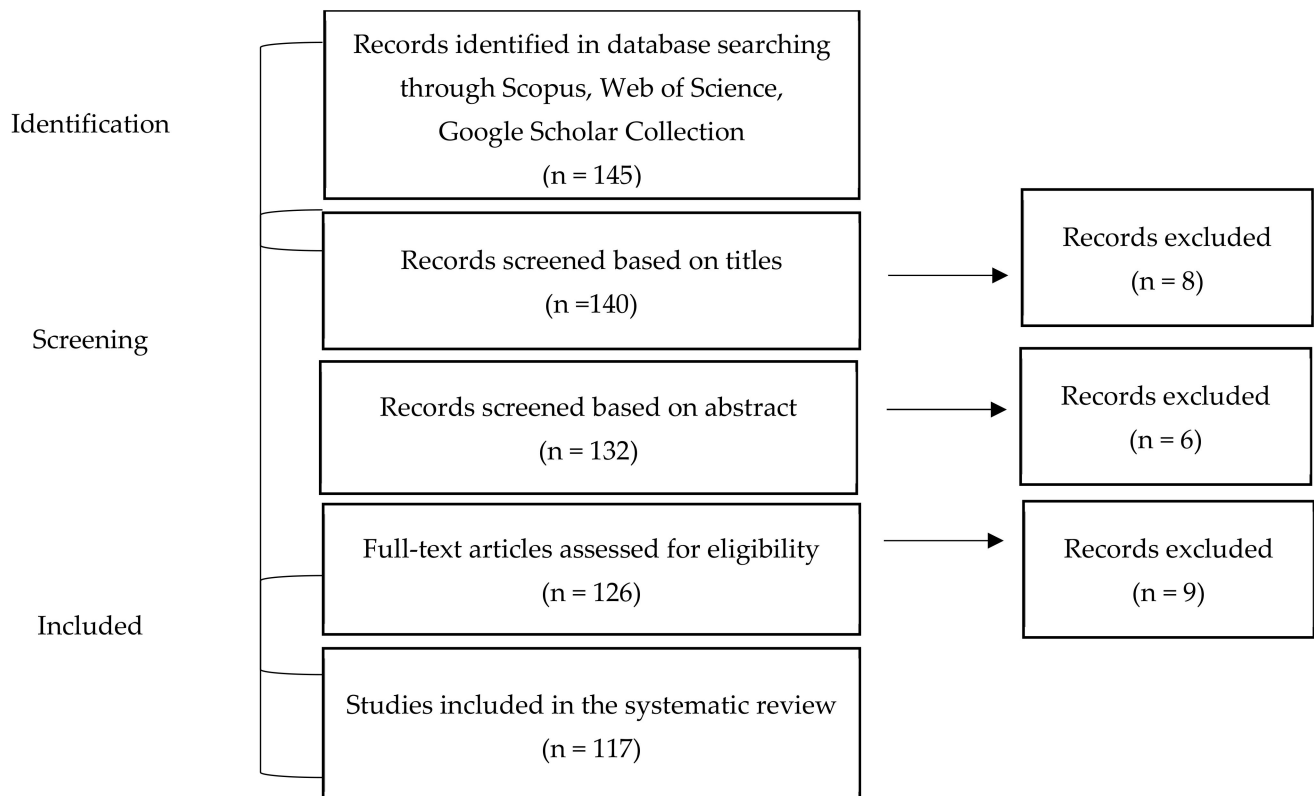 Identification
Records identified in database searching
through Scopus, Web of Science,
Google Scholar Collection
(n = 145)
Screening
Records screened based on titles
(n =140)
Records excluded
(n = 8)
Records screened based on abstract
(n = 132)
Records excluded
(n = 6)
Included
Full-text articles assessed for eligibility
(n = 126)
Records excluded
(n = 9)
Studies included in the systematic review
(n = 117)